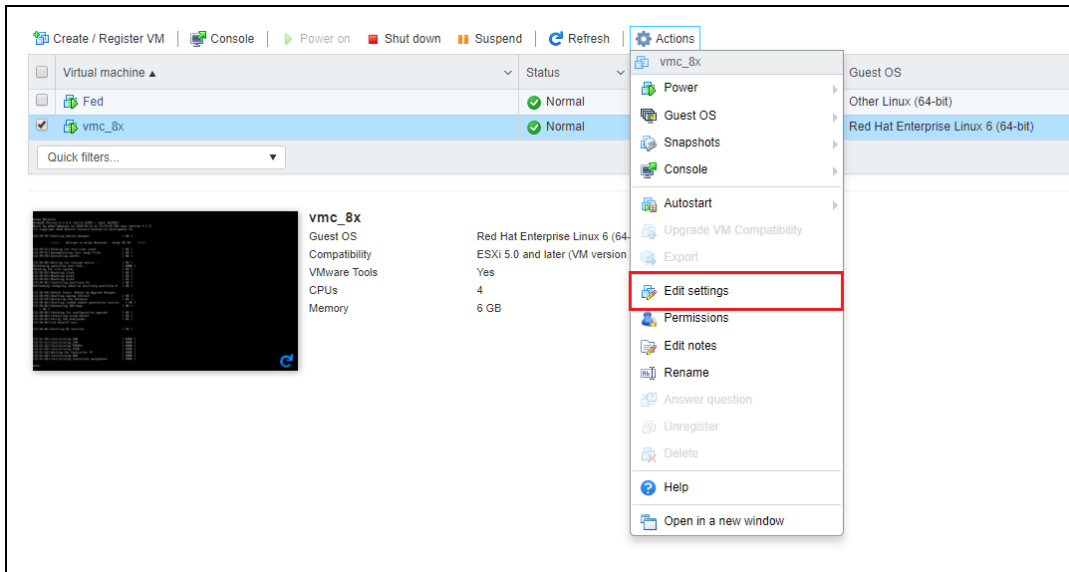 Create / Register VM Console Power on Shut down Suspend Refresh Actions
Virtual machine ▲ Status Guest OS
Fed Normal Other Linux (64-bit)
vmc_8x Normal Red Hat Enterprise Linux 6 (64-bit)
Quick filters...
vmc_8x
Power
Guest OS
Snapshots
Console
Autostart
Upgrade VM Compatibility
Export
Edit settings
Permissions
Edit notes
Rename
Answer question
Unregister
Delete
Help
Open in a new window
vmc_8x
Guest OS Red Hat Enterprise Linux 6 (64-
Compatibility ESXi 5.0 and later (VM version
VMware Tools Yes
CPUs 4
Memory 6 GB